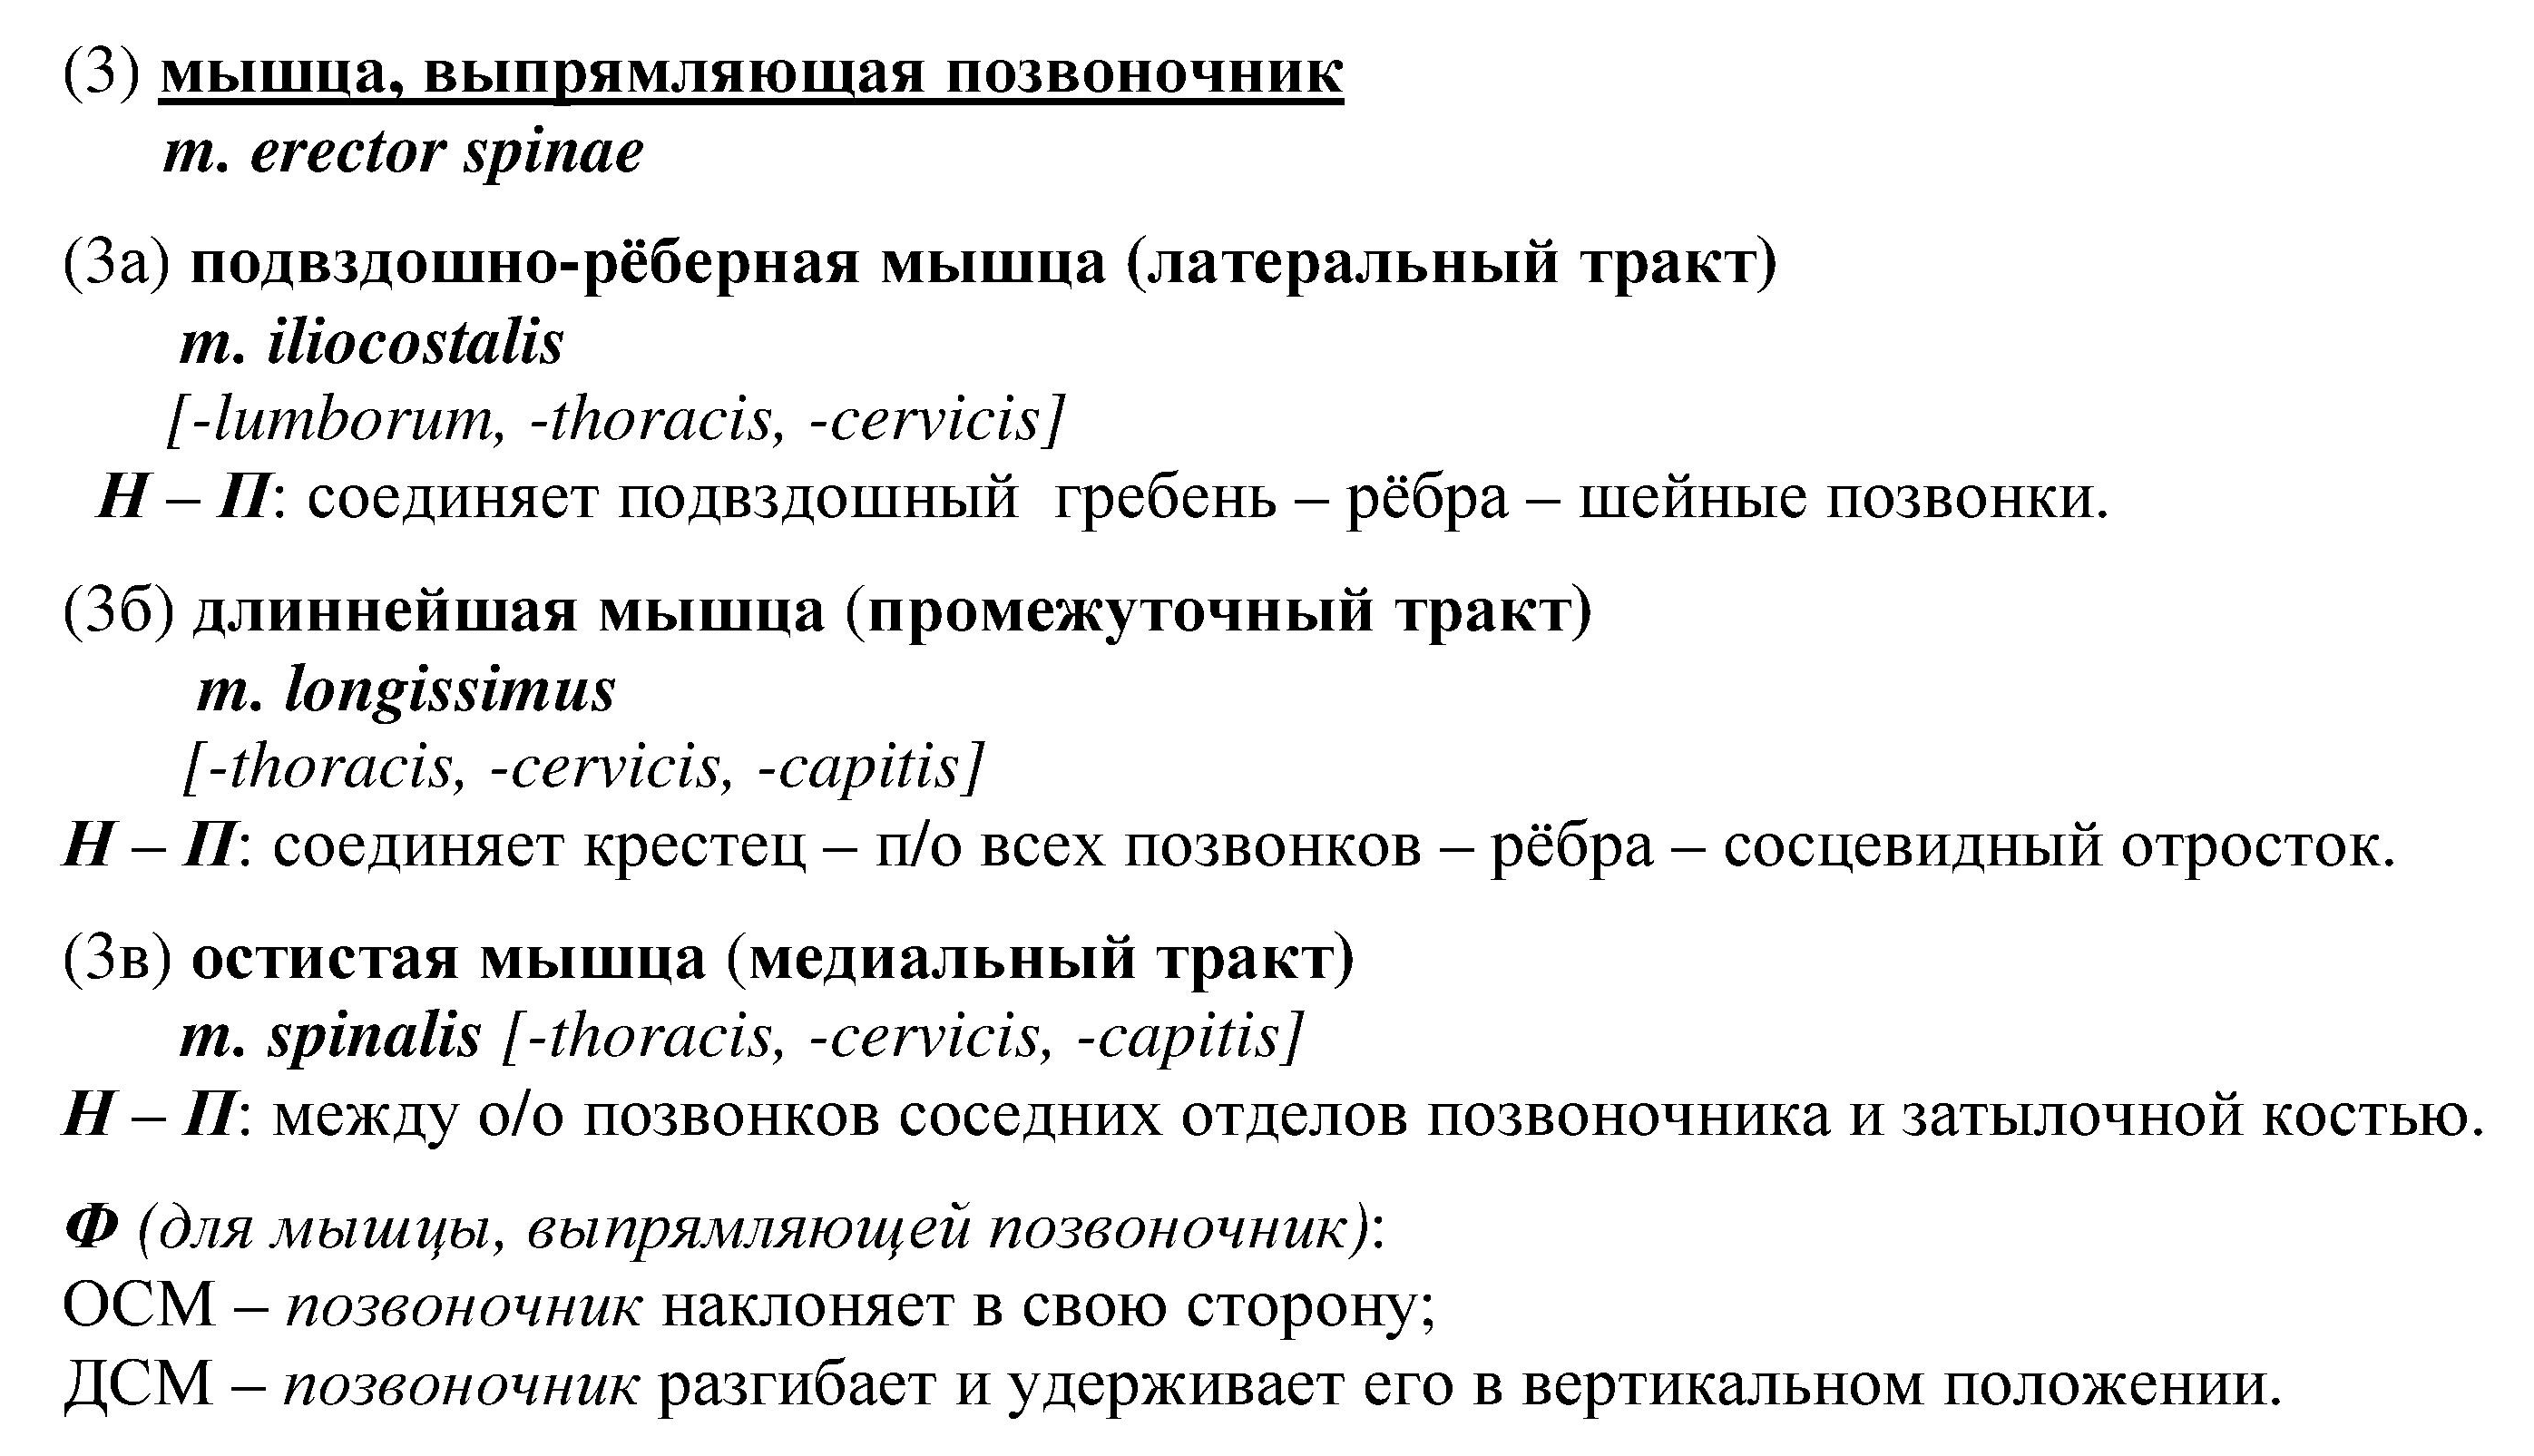 (3) мышца, выпрямляющая позвоночник
m. erector spinae
(3а) подвздошно-рёберная мышца (латеральный тракт)
m. iliocostalis
[-lumborum, -thoracis, -cervicis]
Н – П: соединяет подвздошный гребень – рёбра – шейные позвонки.
(3б) длиннейшая мышца (промежуточный тракт)
m. longissimus
[-thoracis, -cervicis, -capitis]
Н – П: соединяет крестец – п/о всех позвонков – рёбра – сосцевидный отросток.
(3в) остистая мышца (медиальный тракт)
m. spinalis [-thoracis, -cervicis, -capitis]
Н – П: между о/о позвонков соседних отделов позвоночника и затылочной костью.
Ф (для мышцы, выпрямляющей позвоночник):
ОСМ – позвоночник наклоняет в свою сторону;
ДСМ – позвоночник разгибает и удерживает его в вертикальном положении.